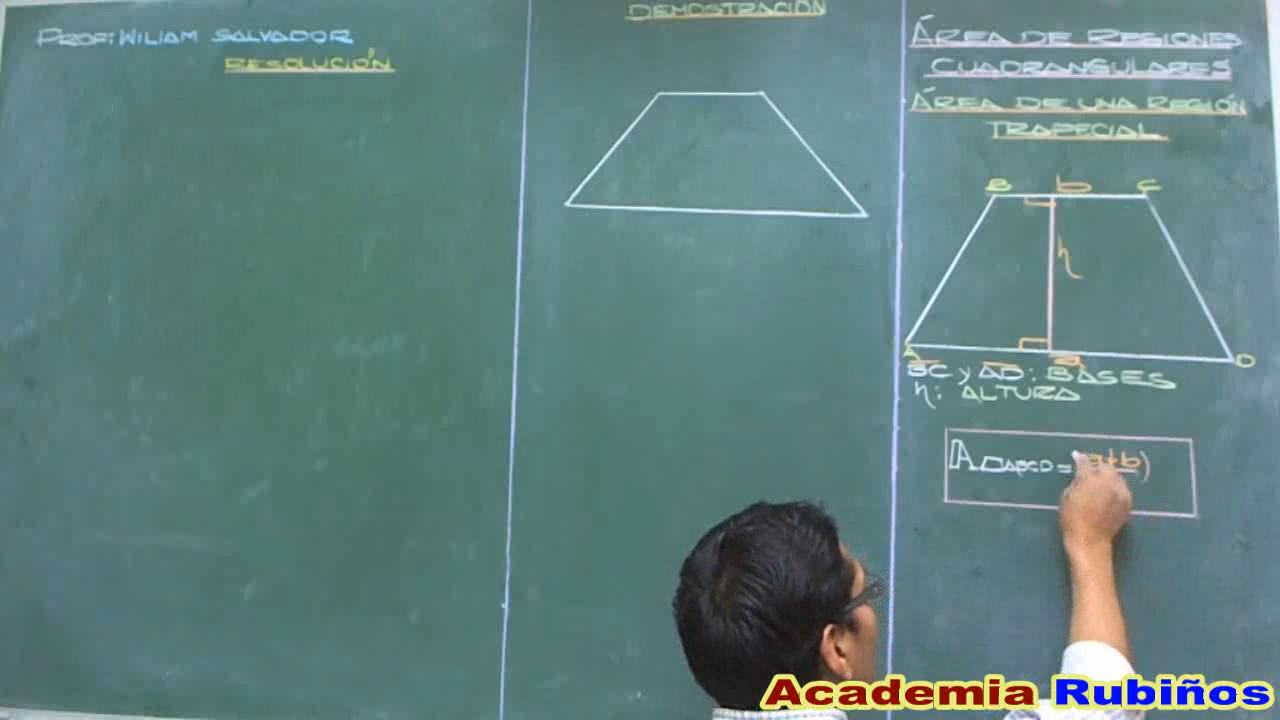 PROF: WILIAM SALVADOR
RESOLUCIÓN
DEMOSTRACIÓN
ÁREA DE REGIONES
CUADRANGULARES
ÁREA DE UNA REGIÓN
TRAPECIAL
B b C
h
A a D
BC y AD: BASES
h: ALTURA
A ABCD = (a+b)
Academia Rubiños